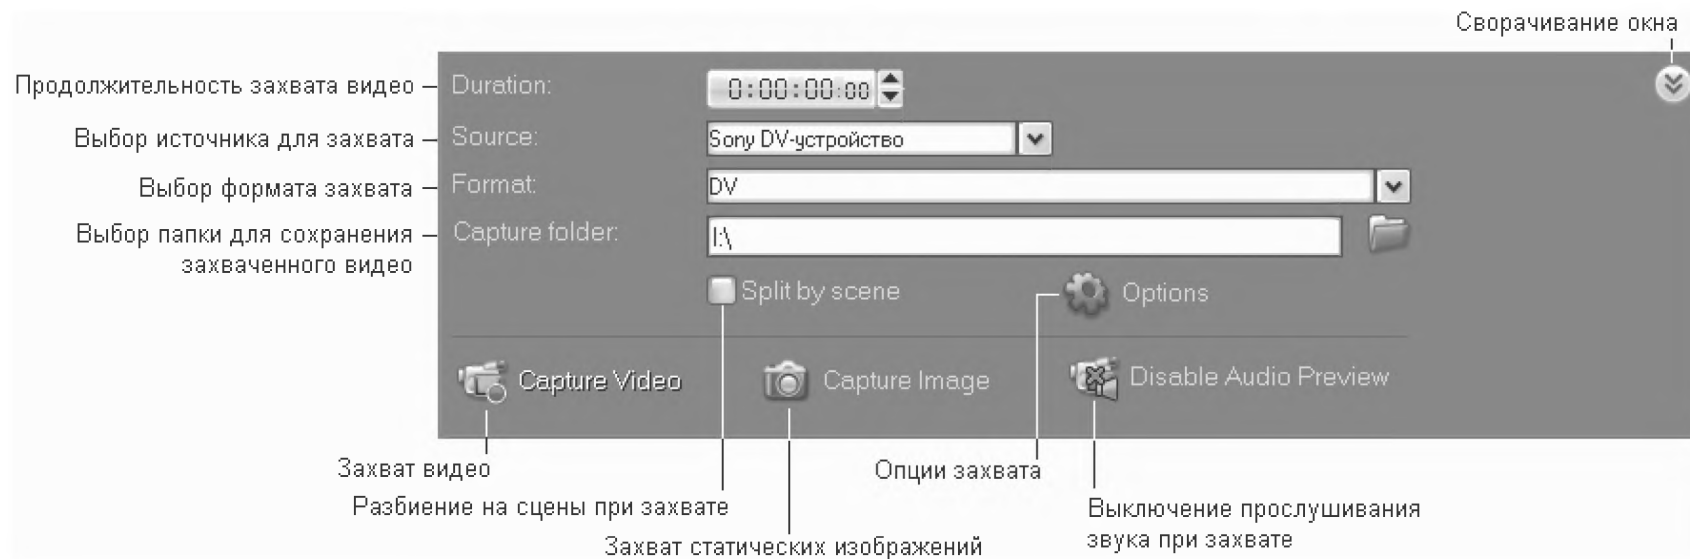 Сворачивание окна
Продолжительность захвата видео
Duration:
0:00:00:00
Выбор источника для захвата
Source:
Sony DV-устройство
Выбор формата захвата
Format:
DV
Выбор папки для сохранения
захваченного видео
Capture folder:
I:\
Split by scene
Options
Capture Video
Capture Image
Disable Audio Preview
Захват видео
Опции захвата
Разбиение на сцены при захвате
Выключение прослушивания
звука при захвате
Захват статических изображений